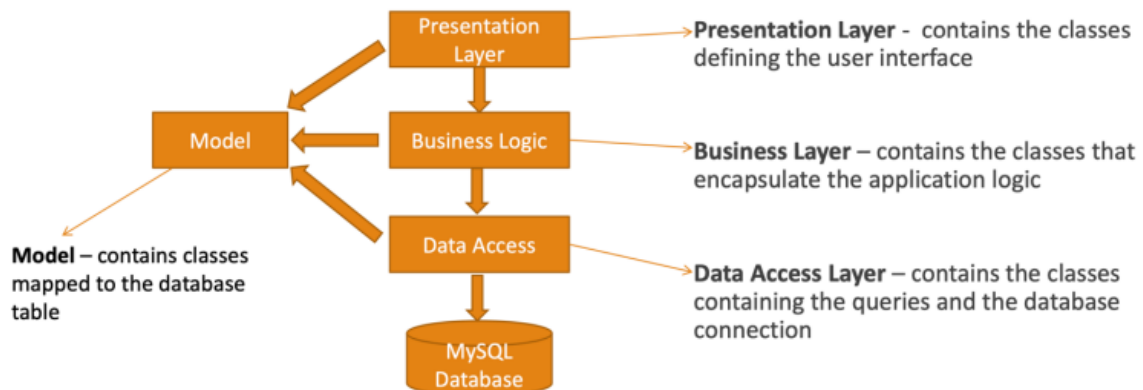 Presentation
Layer
Presentation Layer -  contains the classes
defining the user interface
Model
Business Logic
Business Layer – contains the classes that
encapsulate the application logic
Model – contains classes
mapped to the database
table
Data Access
Data Access Layer – contains the classes
containing the queries and the database
connection
MySQL
Database